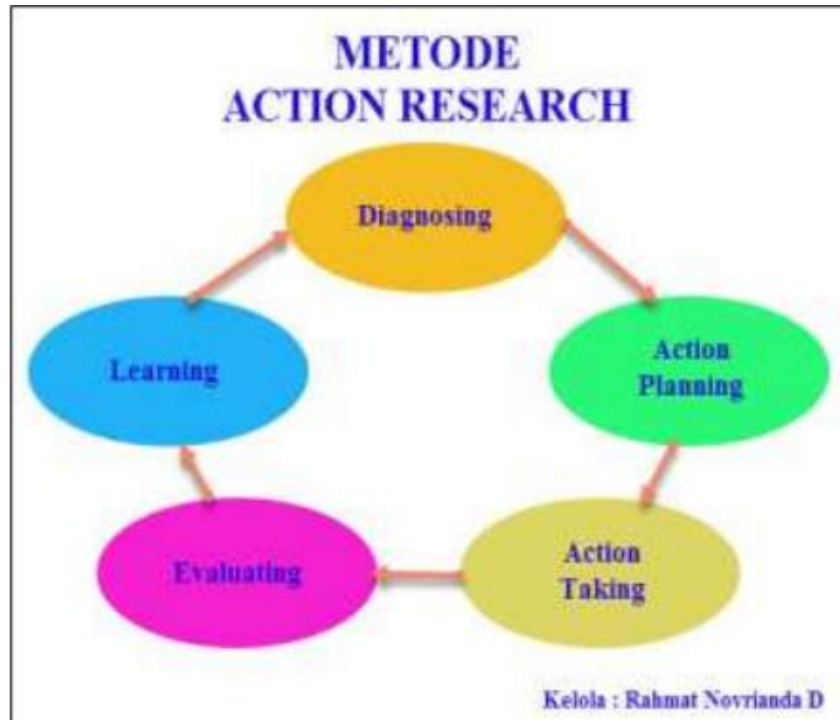 METODE
ACTION RESEARCH
Diagnosing
Action
Planning
Action
Taking
Evaluating
Learning
Kelola : Rahmat Novrianda D